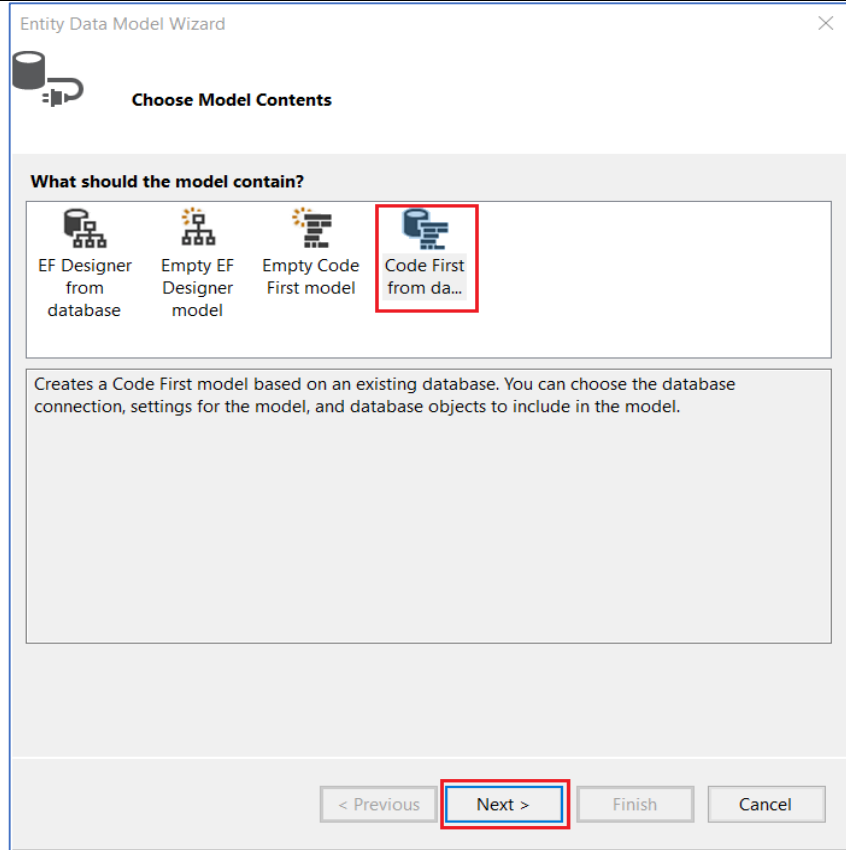 Entity Data Model Wizard
Choose Model Contents
What should the model contain?
EF Designer
from
database
Empty EF
Designer
model
Empty Code
First model
Code First
from da...
Creates a Code First model based on an existing database. You can choose the database
connection, settings for the model, and database objects to include in the model.
< Previous
Next >
Finish
Cancel